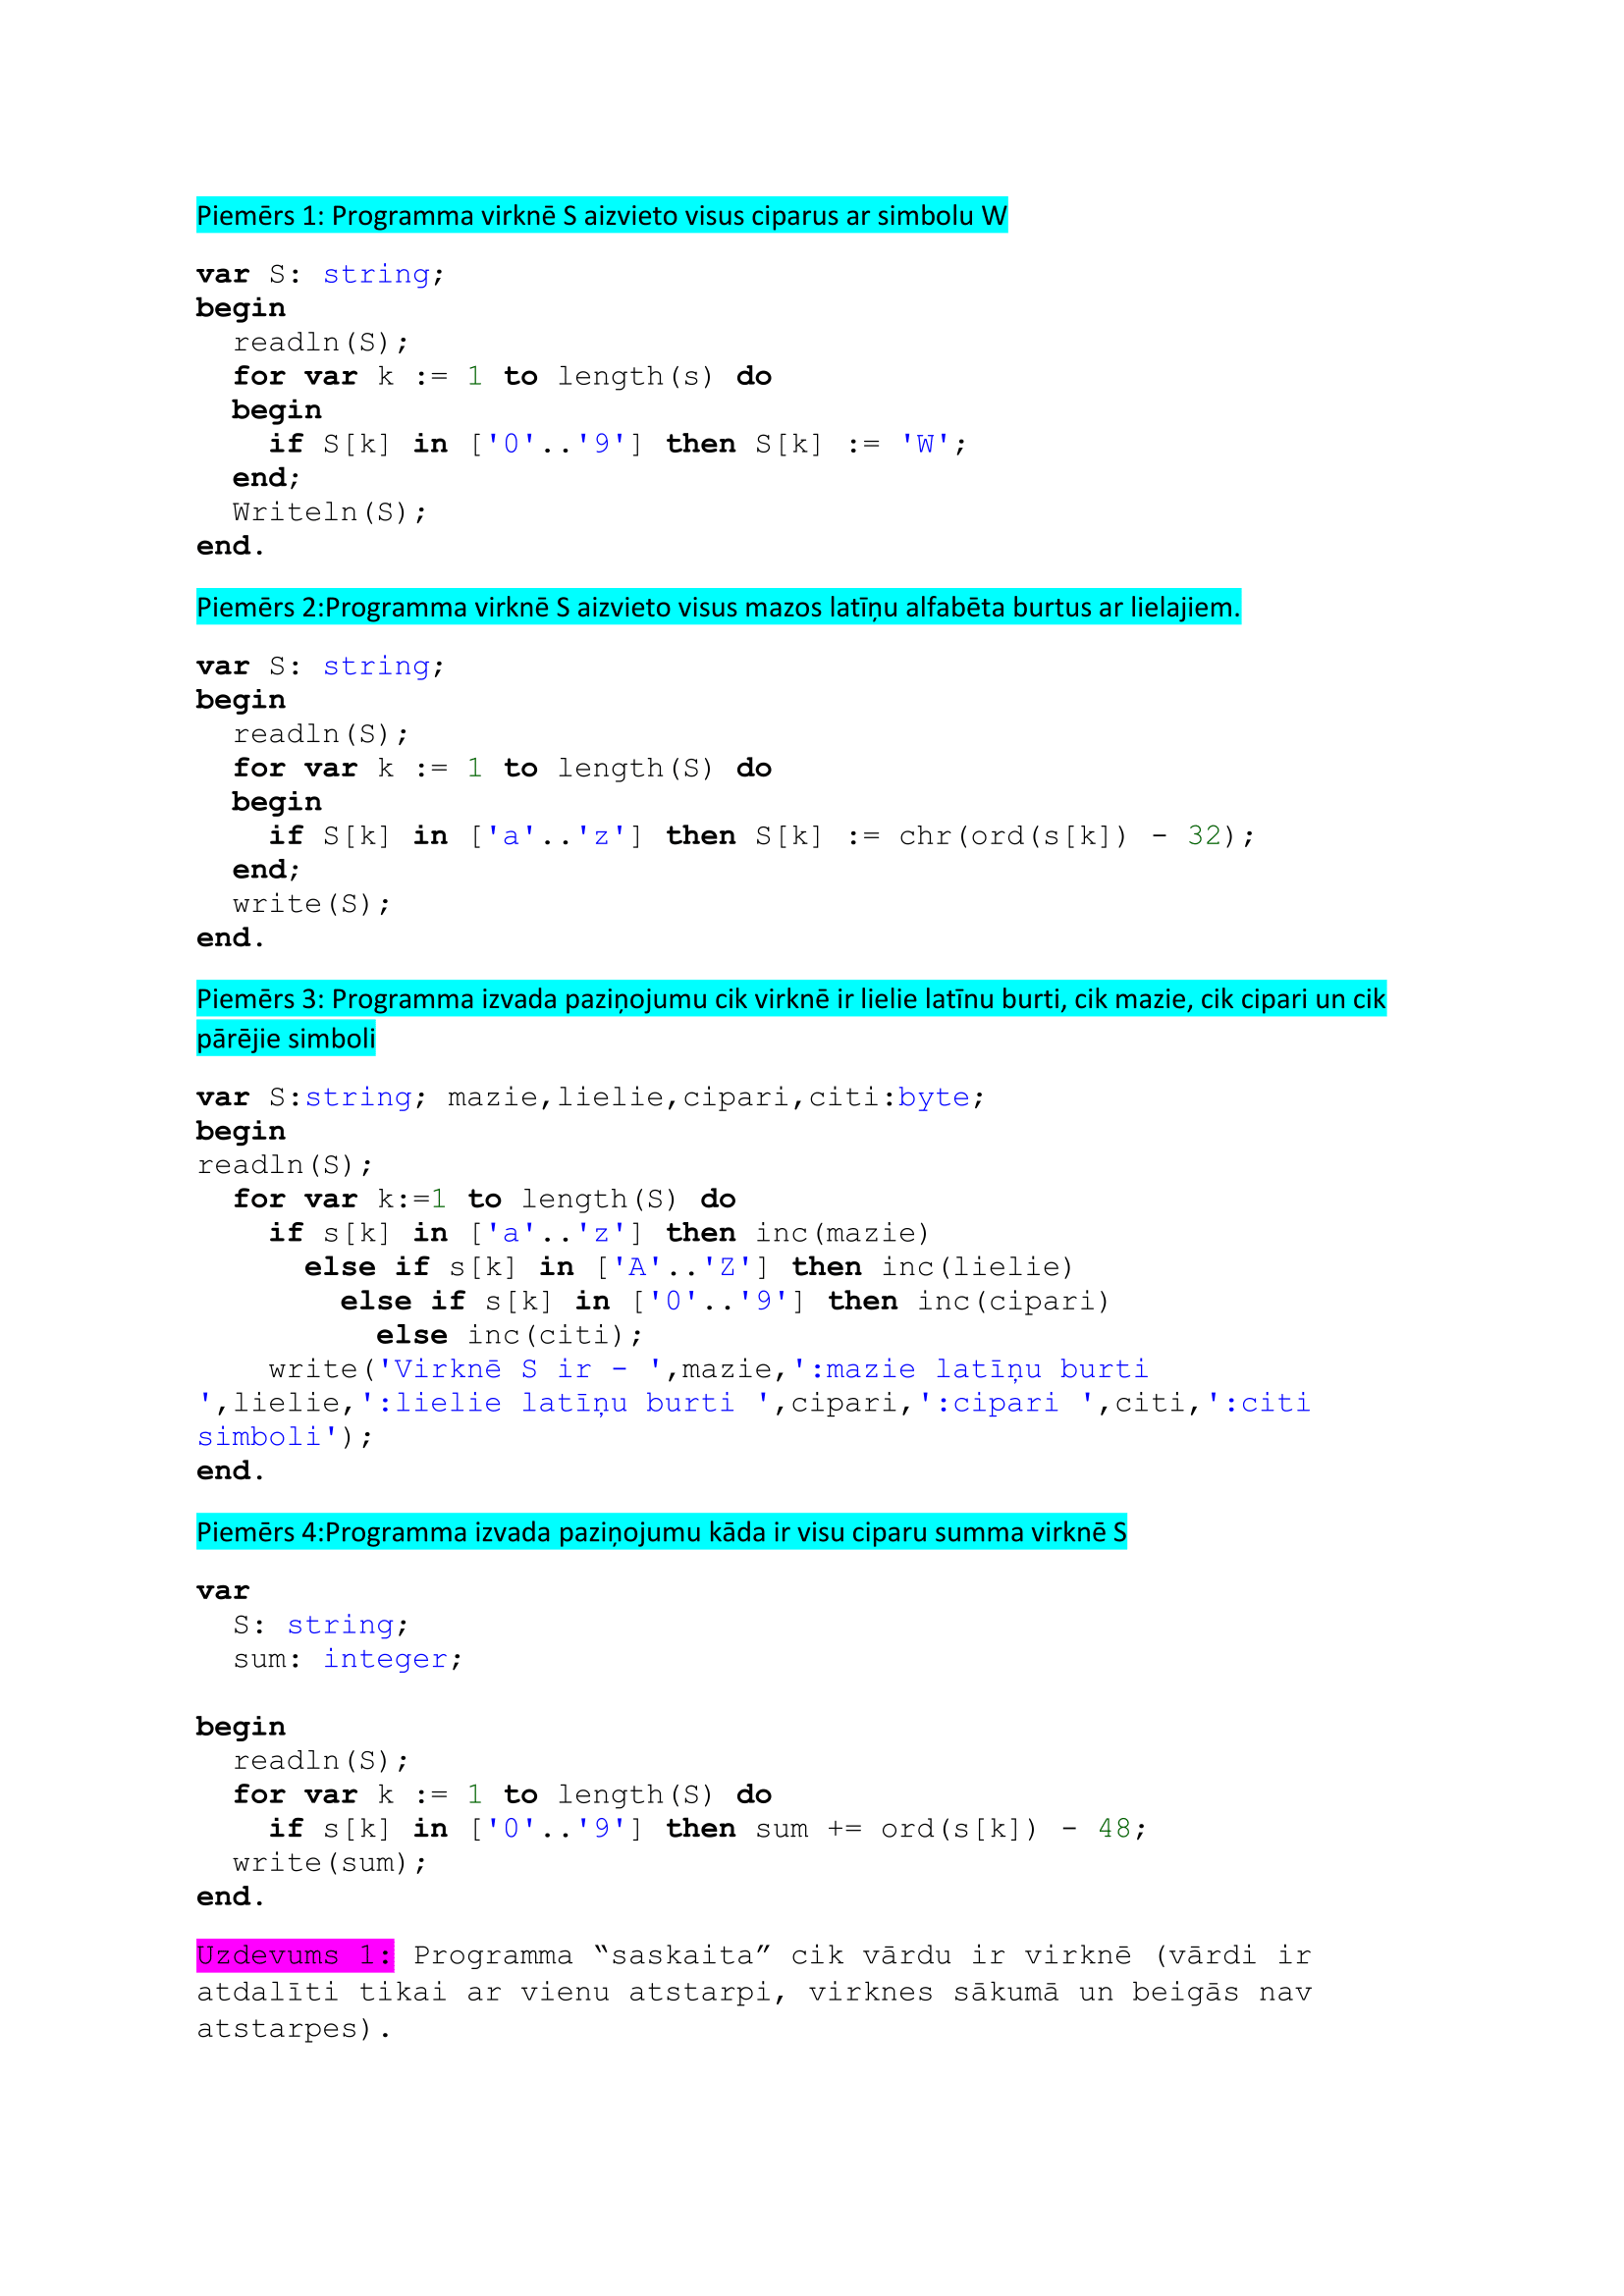 Piemērs 1: Programma virknē S aizvieto visus ciparus ar simbolu W
var S: string;
begin
  readln(S);
  for var k := 1 to length(s) do
  begin
    if S[k] in ['0'..'9'] then S[k] := 'W';
  end;
  Writeln(S);
end.
Piemērs 2:Programma virknē S aizvieto visus mazos latīņu alfabēta burtus ar lielajiem.
var S: string;
begin
  readln(S);
  for var k := 1 to length(S) do
  begin
    if S[k] in ['a'..'z'] then S[k] := chr(ord(s[k]) - 32);
  end;
  write(S);
end.
Piemērs 3: Programma izvada paziņojumu cik virknē ir lielie latīnu burti, cik mazie, cik cipari un cik
pārējie simboli
var S:string; mazie,lielie,cipari,citi:byte;
begin
readln(S);
  for var k:=1 to length(S) do
    if s[k] in ['a'..'z'] then inc(mazie)
      else if s[k] in ['A'..'Z'] then inc(lielie)
        else if s[k] in ['0'..'9'] then inc(cipari)
          else inc(citi);
    write('Virknē S ir - ',mazie,':mazie latīņu burti
',lielie,':lielie latīņu burti ',cipari,':cipari ',citi,':citi
simboli');
end.
Piemērs 4:Programma izvada paziņojumu kāda ir visu ciparu summa virknē S
var
  S: string;
  sum: integer;
begin
  readln(S);
  for var k := 1 to length(S) do
    if s[k] in ['0'..'9'] then sum += ord(s[k]) - 48;
  write(sum);
end.
Uzdevums 1: Programma “saskaita” cik vārdu ir virknē (vārdi ir
atdalīti tikai ar vienu atstarpi, virknes sākumā un beigās nav
atstarpes).